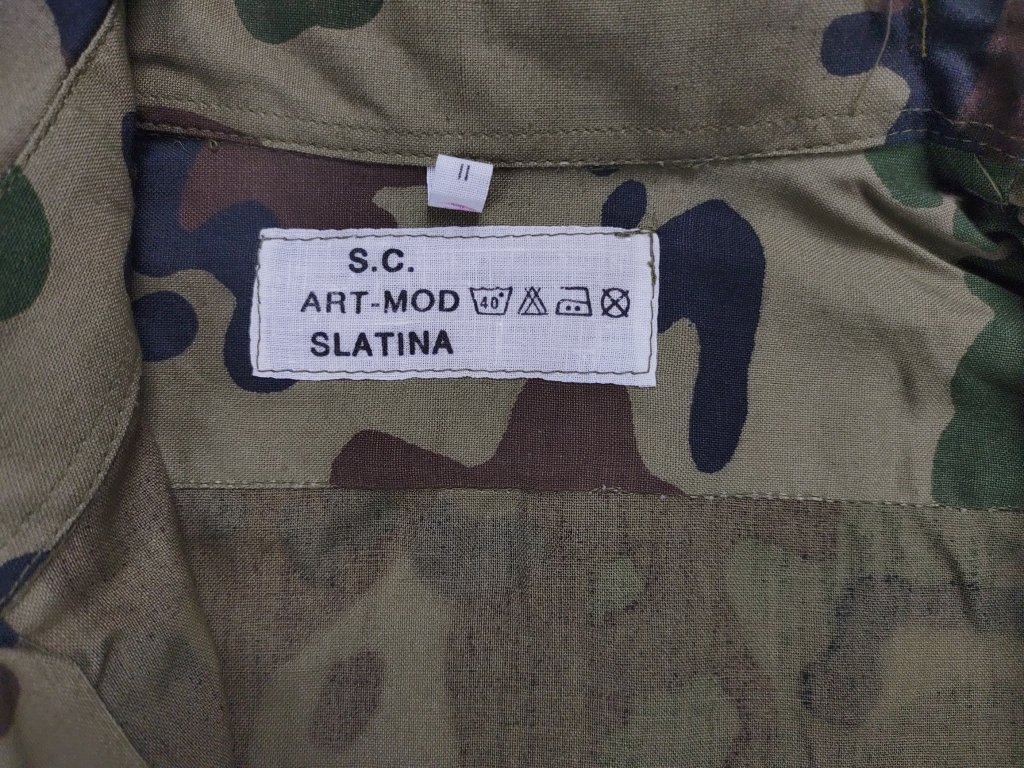 II
S.C.
ART-MOD 40°
SLATINA